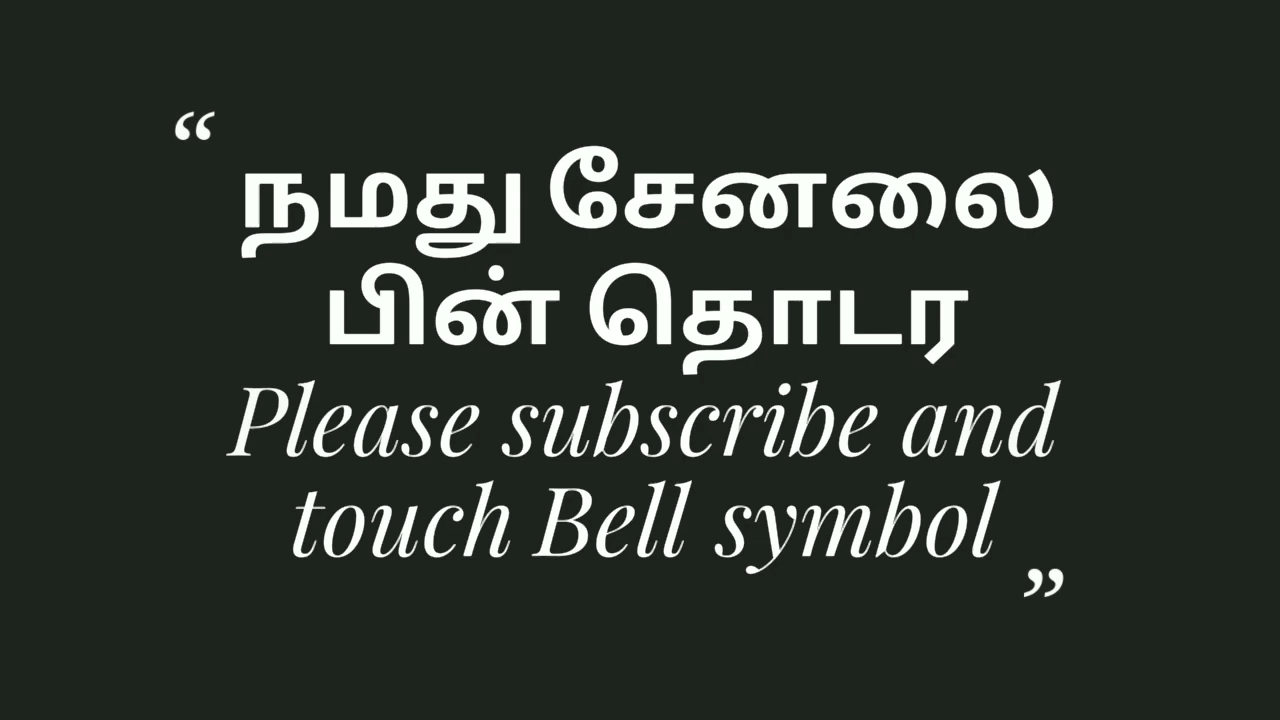 “
நமது சேனலை
பின் தொடர
Please subscribe and
touch Bell symbol
”